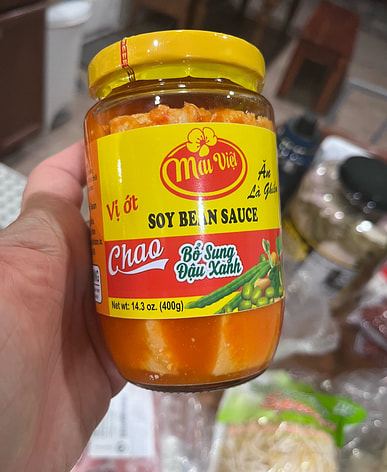 Mai Việt
Ăn
Là Ghiền
Vị ớt
SOY BEAN SAUCE
Chao
Bổ Sung
Đậu Xanh
Net wt: 14.3 oz. (400g)